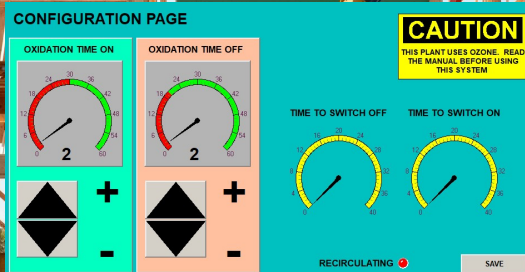 CONFIGURATION PAGE
CAUTION
THIS PLANT USES OZONE. READ
THE MANUAL BEFORE USING
THIS SYSTEM
OXIDATION TIME ON
0 6 12 18 24 30 36 42 48 54 60
2
+
-
OXIDATION TIME OFF
0 6 12 18 24 30 36 42 48 54 60
2
+
-
TIME TO SWITCH OFF
0 4 8 12 16 20 24 28 32 36 40
TIME TO SWITCH ON
0 4 8 12 16 20 24 28 32 36 40
RECIRCULATING
SAVE